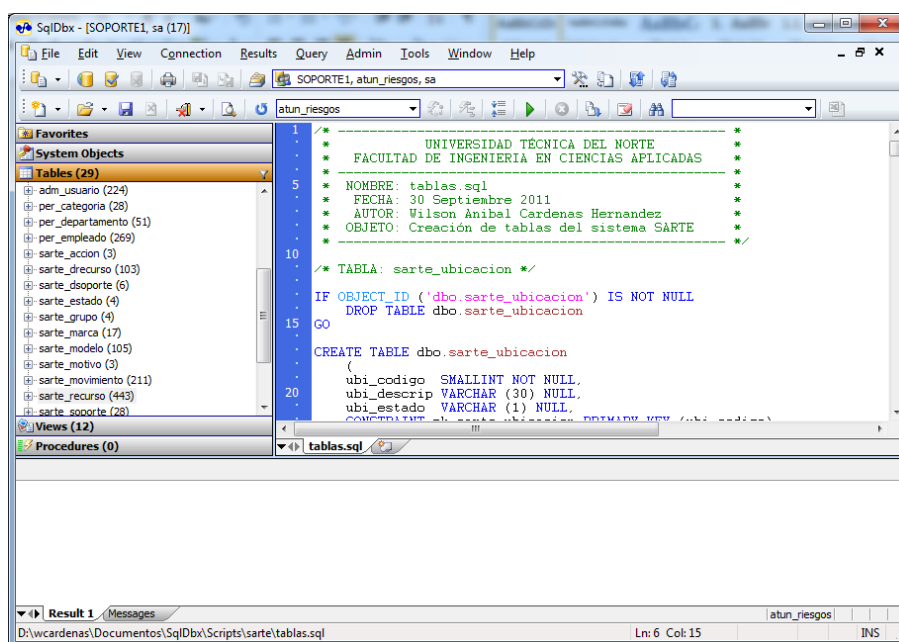 SqlDbx - [SOPORTE1, sa (17)]
File Edit View Connection Results Query Admin Tools Window Help
SOPORTE1, atun_riesgos, sa
atun_riesgos
Favorites
System Objects
Tables (29)
adm_usuario (224)
per_categoria (28)
per_departamento (51)
per_empleado (269)
sarte_accion (3)
sarte_drecurso (103)
sarte_dsoporte (6)
sarte_estado (4)
sarte_grupo (4)
sarte_marca (17)
sarte_modelo (105)
sarte_motivo (3)
sarte_movimiento (211)
sarte_recurso (443)
sarte_soporte (28)
Views (12)
Procedures (0)
1 /* ---------------------------------------------------- *
* UNIVERSIDAD TÉCNICA DEL NORTE *
* FACULTAD DE INGENIERIA EN CIENCIAS APLICADAS *
* ---------------------------------------------------- *
5 * NOMBRE: tablas.sql *
* FECHA: 30 Septiembre 2011 *
* AUTOR: Wilson Anibal Cardenas Hernandez *
* OBJETO: Creación de tablas del sistema SARTE *
* ---------------------------------------------------- */
10
/* TABLA: sarte_ubicacion */
IF OBJECT_ID ('dbo.sarte_ubicacion') IS NOT NULL
DROP TABLE dbo.sarte_ubicacion
15 GO
CREATE TABLE dbo.sarte_ubicacion
(
ubi_codigo SMALLINT NOT NULL,
20 ubi_descrip VARCHAR (30) NULL,
ubi_estado VARCHAR (1) NULL,
CONSTRAINT pk_sarte_ubicacion PRIMARY KEY (ubi_codigo)
tablas.sql
Result 1 Messages
atun_riesgos
D:\wcardenas\Documentos\SqlDbx\Scripts\sarte\tablas.sql
Ln: 6 Col: 15
INS